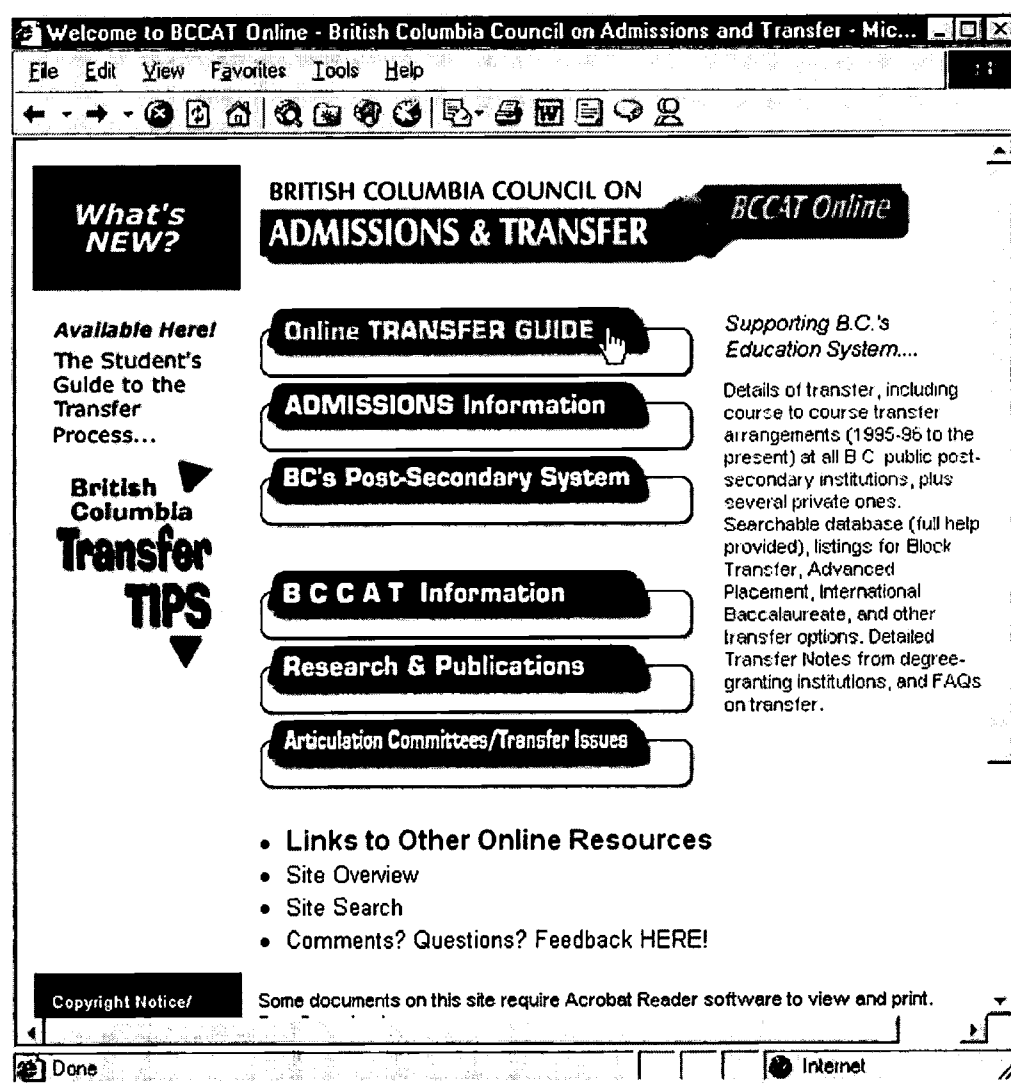 Welcome to BCCAT Online - British Columbia Council on Admissions and Transfer - Mic...
File Edit View Favorites Tools Help
What's
NEW?
BRITISH COLUMBIA COUNCIL ON
ADMISSIONS & TRANSFER
BCCAT Online
Available Here!
The Student's
Guide to the
Transfer
Process...
British
Columbia
Transfer
TIPS
Online TRANSFER GUIDE
ADMISSIONS Information
BC's Post-Secondary System
B C C A T Information
Research & Publications
Articulation Committees/Transfer Issues
Supporting B.C.'s
Education System....
Details of transfer, including
course to course transfer
arrangements (1995-96 to the
present) at all B C public post-
secondary institutions, plus
several private ones.
Searchable database (full help
provided), listings for Block
Transfer, Advanced
Placement, International
Baccalaureate, and other
transfer options. Detailed
Transfer Notes from degree-
granting institutions, and FAQs
on transfer.
• Links to Other Online Resources
• Site Overview
• Site Search
• Comments? Questions? Feedback HERE!
Copyright Notice/
Some documents on this site require Acrobat Reader software to view and print.
Done
Internet